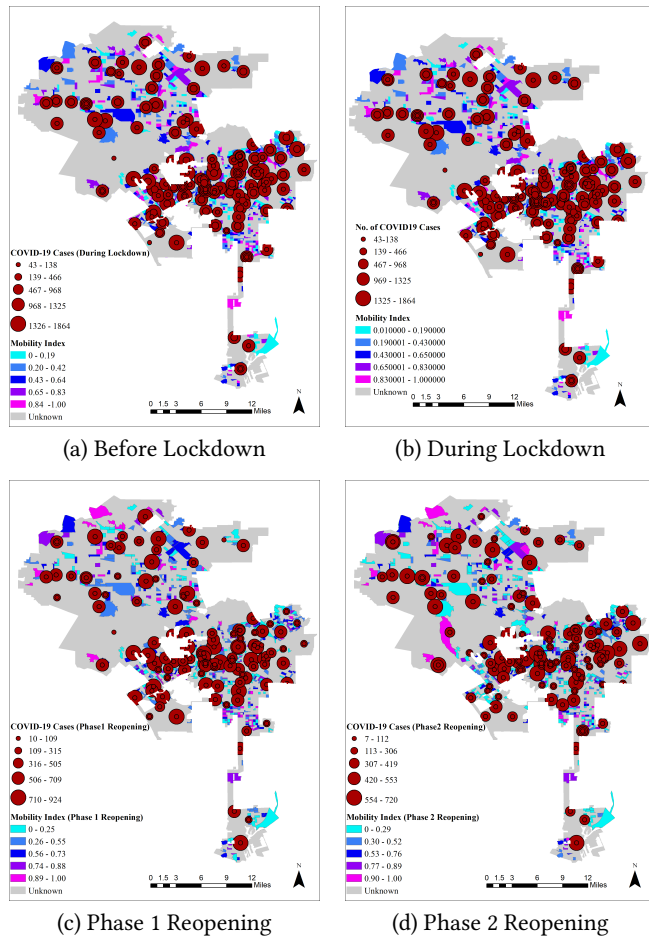 COVID-19 Cases (During Lockdown)
43 - 138
139 - 466
467 - 968
968 - 1325
1326 - 1864
Mobility Index
0 - 0.19
0.20 - 0.42
0.43 - 0.64
0.65 - 0.83
0.84 -1.00
Unknown
0 1.5 3 6 9 12
Miles
N
(a) Before Lockdown
No. of COVID19 Cases
43-138
139 - 466
467 - 968
969 - 1325
1325 - 1864
Mobility Index
0.010000 - 0.190000
0.190001 - 0.430000
0.430001 - 0.650000
0.650001 - 0.830000
0.830001 - 1.000000
Unknown
0 1.5 3 6 9 12
Miles
N
(b) During Lockdown
COVID-19 Cases (Phase1 Reopening)
10 - 109
109 - 315
316 - 505
506 - 709
710 - 924
Mobility Index (Phase 1 Reopening)
0 - 0.25
0.26 - 0.55
0.56 - 0.73
0.74 - 0.88
0.89 - 1.00
Unknown
0 1.5 3 6 9 12
Miles
N
(c) Phase 1 Reopening
COVID-19 Cases (Phase2 Reopening)
7 - 112
113 - 306
307 - 419
420 - 553
554 - 720
Mobility Index (Phase 2 Reopening)
0 - 0.29
0.30 - 0.52
0.53 - 0.76
0.77 - 0.89
0.90 - 1.00
Unknown
0 1.5 3 6 9 12
Miles
N
(d) Phase 2 Reopening